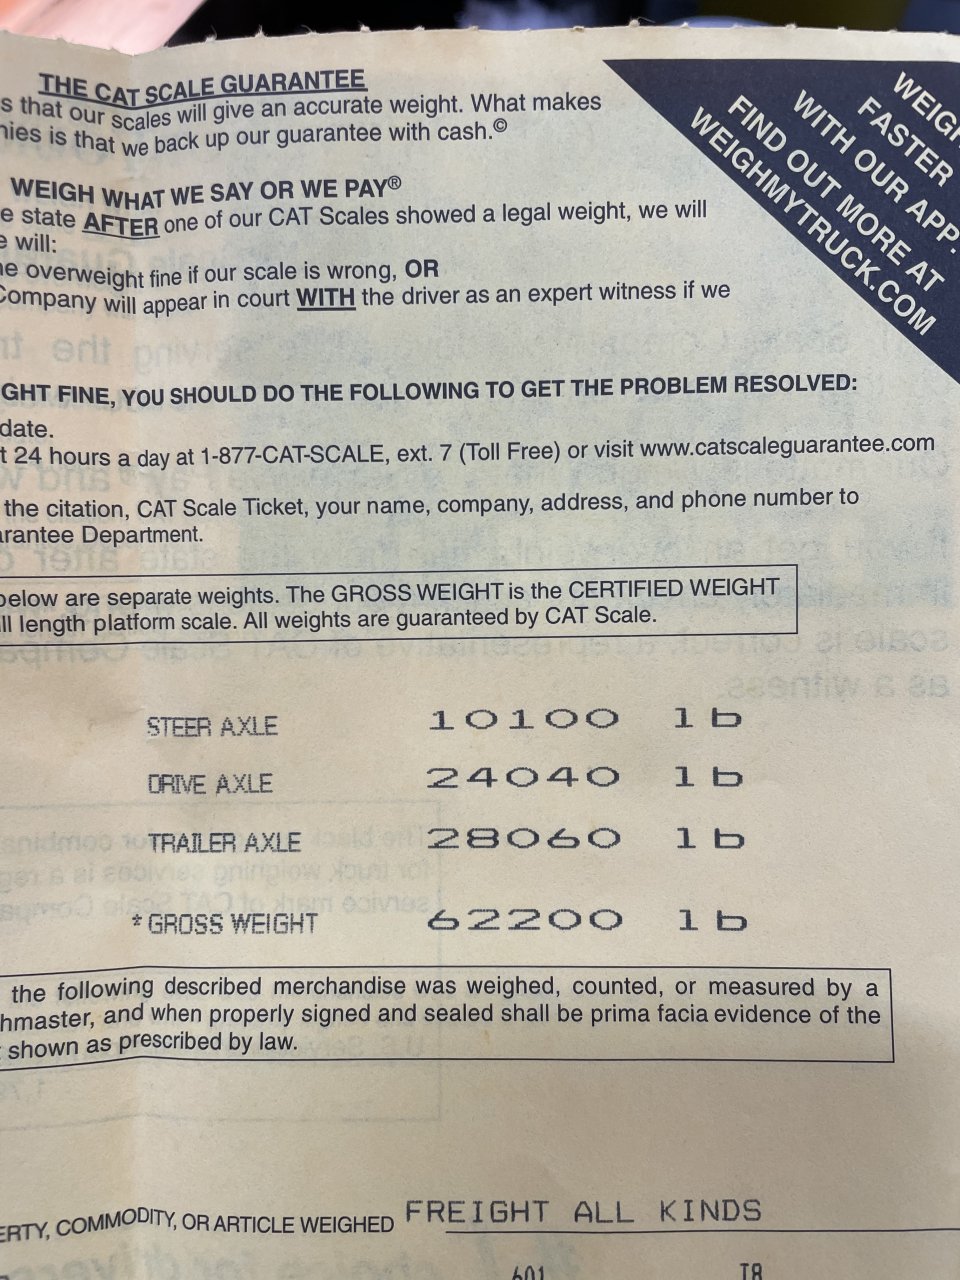 THE CAT SCALE GUARANTEE
s that our scales will give an accurate weight. What makes
nies is that we back up our guarantee with cash.©
WEIGH WHAT WE SAY OR WE PAY®
e state AFTER one of our CAT Scales showed a legal weight, we will
e will:
ne overweight fine if our scale is wrong, OR
Company will appear in court WITH the driver as an expert witness if we
WEIGH
FASTER
WITH OUR APP.
FIND OUT MORE AT
WEIGHMYTRUCK.COM
GHT FINE, YOU SHOULD DO THE FOLLOWING TO GET THE PROBLEM RESOLVED:
date.
t 24 hours a day at 1-877-CAT-SCALE, ext. 7 (Toll Free) or visit www.catscaleguarantee.com
the citation, CAT Scale Ticket, your name, company, address, and phone number to
arantee Department.
below are separate weights. The GROSS WEIGHT is the CERTIFIED WEIGHT
ll length platform scale. All weights are guaranteed by CAT Scale.
STEER AXLE 10100 lb
DRIVE AXLE 24040 lb
TRAILER AXLE 28060 lb
* GROSS WEIGHT 62200 lb
the following described merchandise was weighed, counted, or measured by a
hmaster, and when properly signed and sealed shall be prima facia evidence of the
shown as prescribed by law.
ERTY, COMMODITY, OR ARTICLE WEIGHED FREIGHT ALL KINDS
601